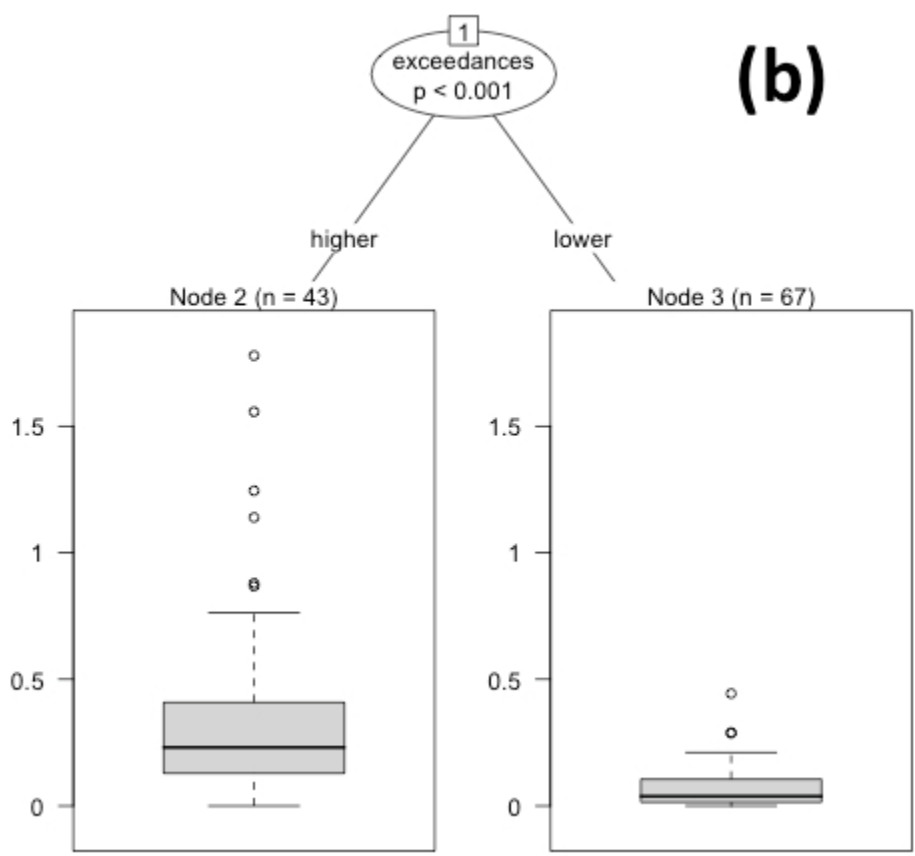 1
exceedances
p < 0.001
(b)
higher
lower
Node 2 (n = 43)
1.5
1
0.5
0
Node 3 (n = 67)
1.5
1
0.5
0